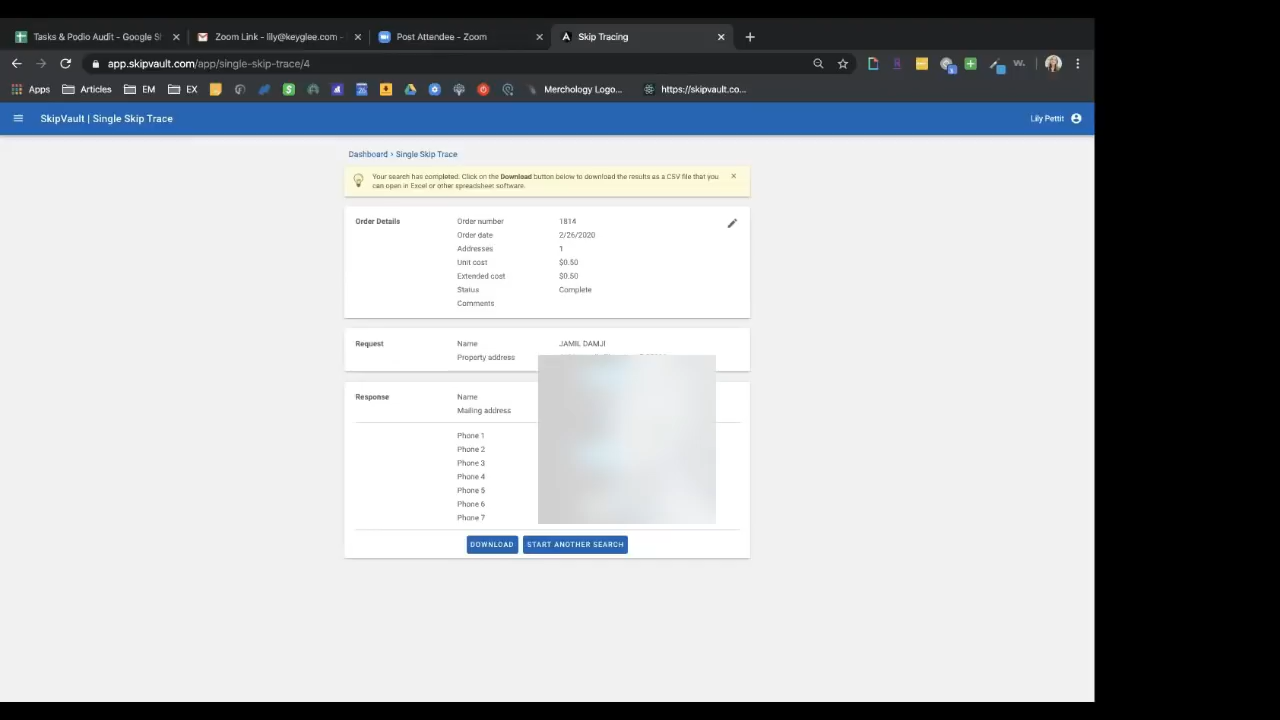 Tasks & Podio Audit - Google S
Zoom Link - lily@keyglee.com -
Post Attendee - Zoom
Skip Tracing
app.skipvault.com/app/single-skip-trace/4
Apps
Articles
EM
EX
Merchology Logo...
https://skipvault.co...
SkipVault | Single Skip Trace
Lily Pettit
Dashboard › Single Skip Trace
Your search has completed. Click on the Download button below to download the results as a CSV file that you
can open in Excel or other spreadsheet software.
Order Details
Order number 1814
Order date 2/26/2020
Addresses 1
Unit cost $0.50
Extended cost $0.50
Status Complete
Comments
Request
Name JAMIL DAMJI
Property address
Response
Name
Mailing address
Phone 1
Phone 2
Phone 3
Phone 4
Phone 5
Phone 6
Phone 7
DOWNLOAD
START ANOTHER SEARCH